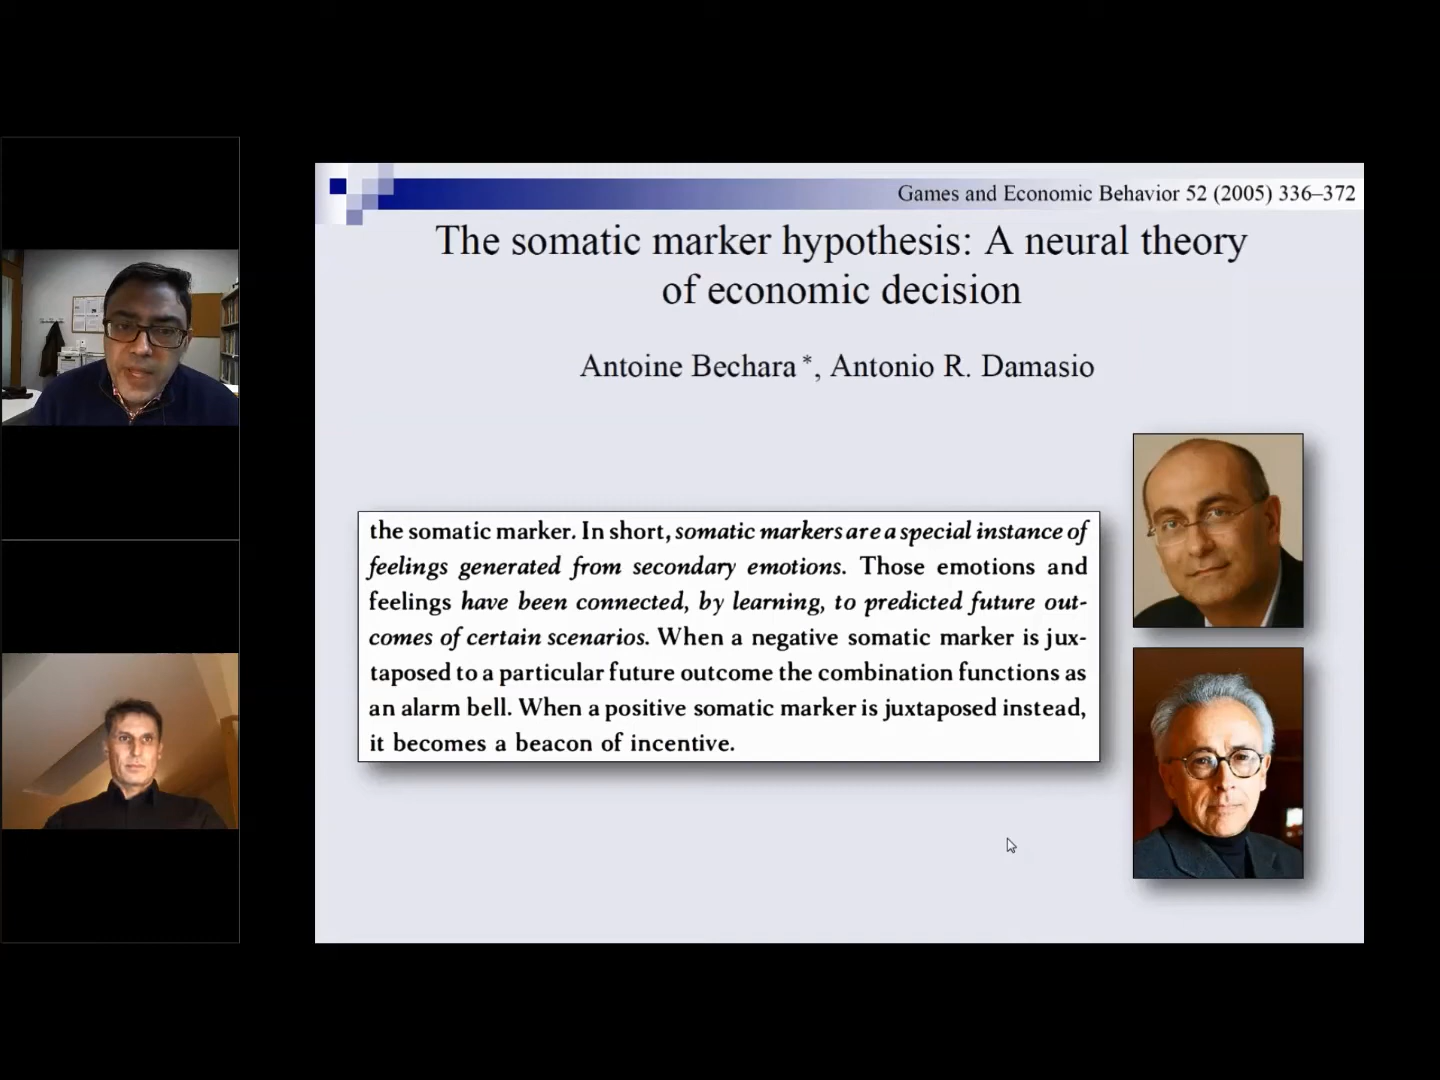 Games and Economic Behavior 52 (2005) 336–372
The somatic marker hypothesis: A neural theory
of economic decision
Antoine Bechara *, Antonio R. Damasio
the somatic marker. In short, somatic markers are a special instance of
feelings generated from secondary emotions. Those emotions and
feelings have been connected, by learning, to predicted future out-
comes of certain scenarios. When a negative somatic marker is jux-
taposed to a particular future outcome the combination functions as
an alarm bell. When a positive somatic marker is juxtaposed instead,
it becomes a beacon of incentive.